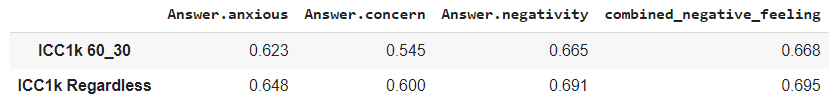 Answer.anxious Answer.concern Answer.negativity combined_negative_feeling
ICC1k 60_30 0.623 0.545 0.665 0.668
ICC1k Regardless 0.648 0.600 0.691 0.695